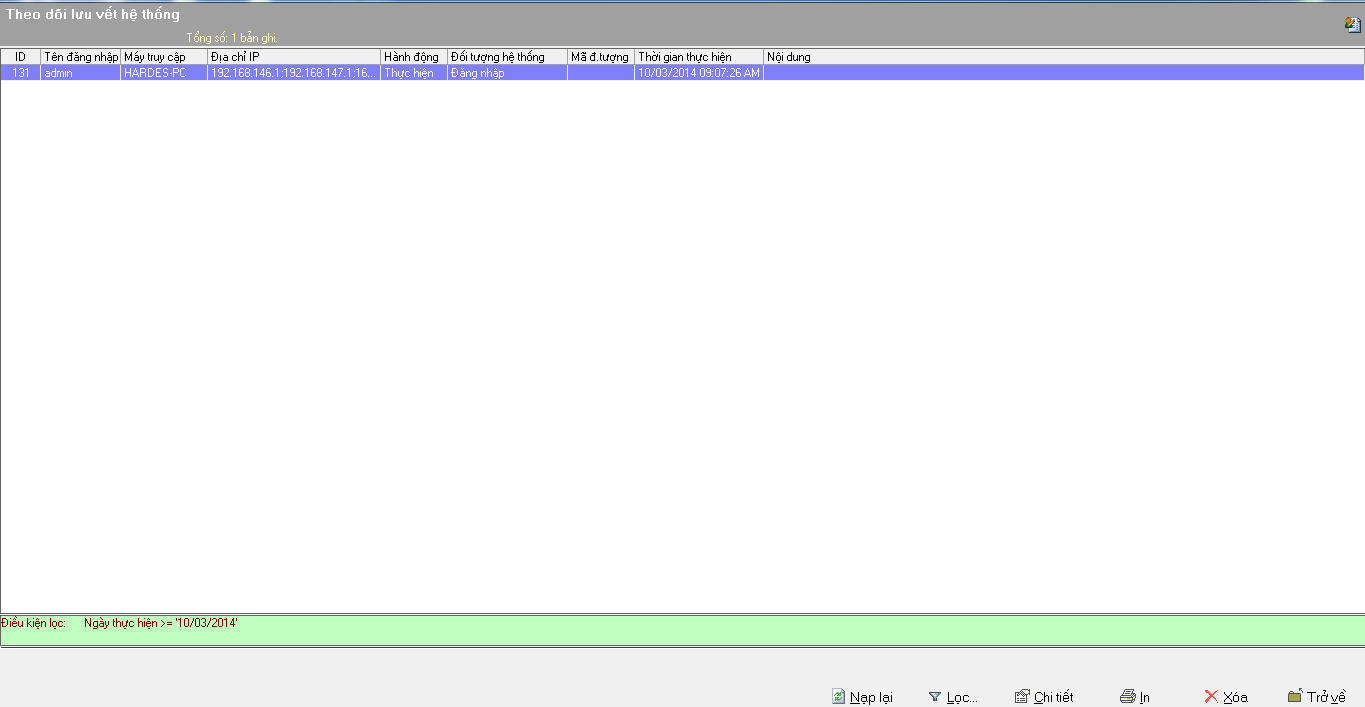 Theo dõi lưu vết hệ thống
Tổng số: 1 bản ghi.
ID Tên đăng nhập Máy truy cập Địa chỉ IP Hành động Đối tượng hệ thống Mã đ.tượng Thời gian thực hiện Nội dung
131 admin HARDES-PC 192.168.146.1;192.168.147.1;16... Thực hiện Đăng nhập 10/03/2014 09:07:26 AM
Điều kiện lọc: Ngày thực hiện >= '10/03/2014'
Nạp lại Lọc... Chi tiết In Xóa Trở về